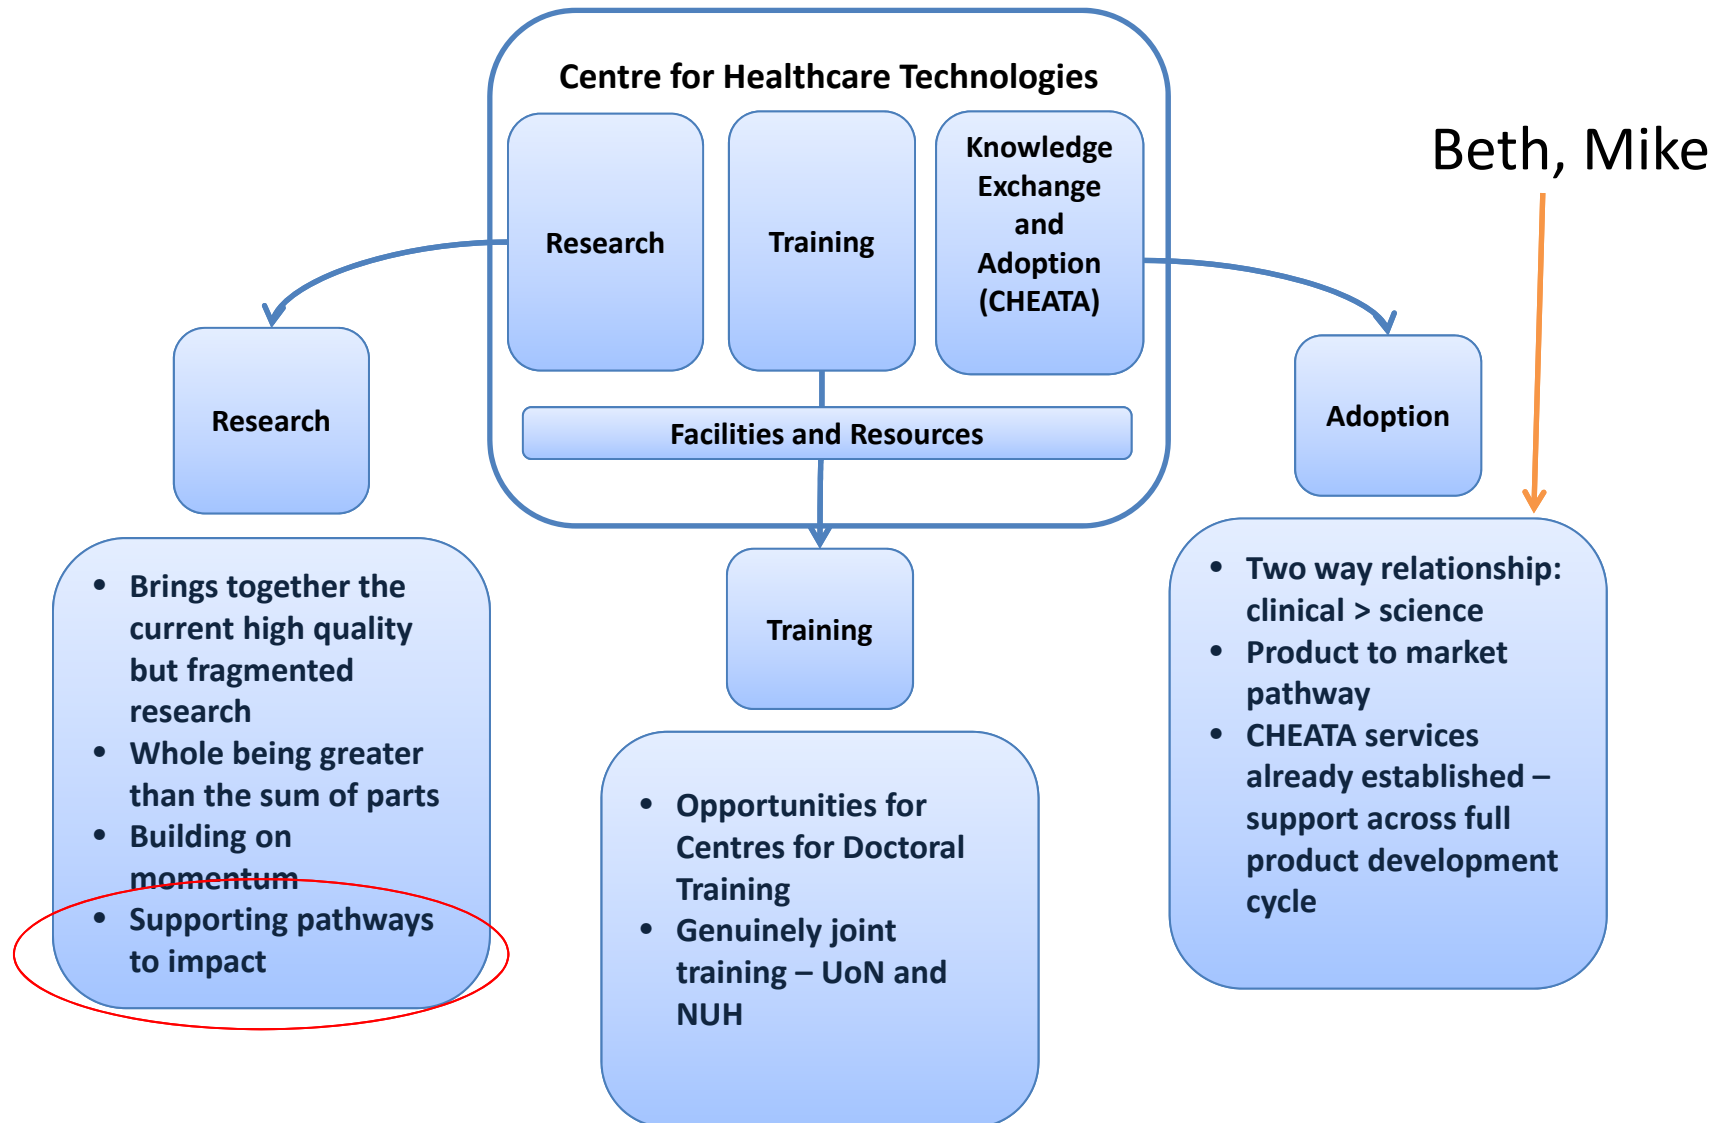 Centre for Healthcare Technologies
Research
Training
Knowledge
Exchange
and
Adoption
(CHEATA)
Facilities and Resources
Beth, Mike
Research
• Brings together the
current high quality
but fragmented
research
• Whole being greater
than the sum of parts
• Building on
momentum
• Supporting pathways
to impact
Training
• Opportunities for
Centres for Doctoral
Training
• Genuinely joint
training – UoN and
NUH
Adoption
• Two way relationship:
clinical > science
• Product to market
pathway
• CHEATA services
already established –
support across full
product development
cycle